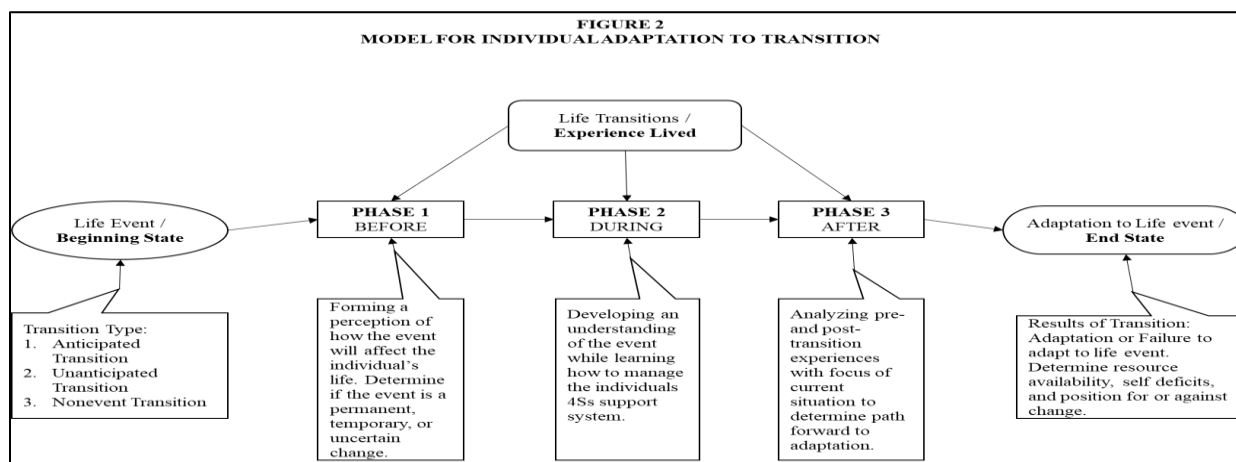 FIGURE 2
MODEL FOR INDIVIDUAL ADAPTATION TO TRANSITION
Life Transitions /
Experience Lived
Life Event /
Beginning State
PHASE 1
BEFORE
PHASE 2
DURING
PHASE 3
AFTER
Adaptation to Life event /
End State
Transition Type:
1. Anticipated
Transition
2. Unanticipated
Transition
3. Nonevent Transition
Forming a
perception of
how the event
will affect the
individual's
life. Determine
if the event is a
permanent,
temporary, or
uncertain
change.
Developing an
understanding
of the event
while learning
how to manage
the individuals
4Ss support
system.
Analyzing pre-
and post-
transition
experiences
with focus of
current
situation to
determine path
forward to
adaptation.
Results of Transition:
Adaptation or Failure to
adapt to life event.
Determine resource
availability, self deficits,
and position for or against
change.